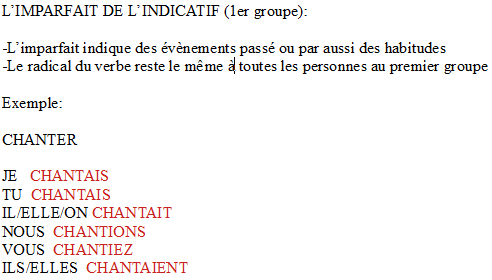 L’IMPARFAIT DE L’INDICATIF (1er groupe):
-L’imparfait indique des évènements passé ou par aussi des habitudes
-Le radical du verbe reste le même à toutes les personnes au premier groupe
Exemple:
CHANTER
JE CHANTAIS
TU CHANTAIS
IL/ELLE/ON CHANTAIT
NOUS CHANTIONS
VOUS CHANTIEZ
ILS/ELLES CHANTAIENT